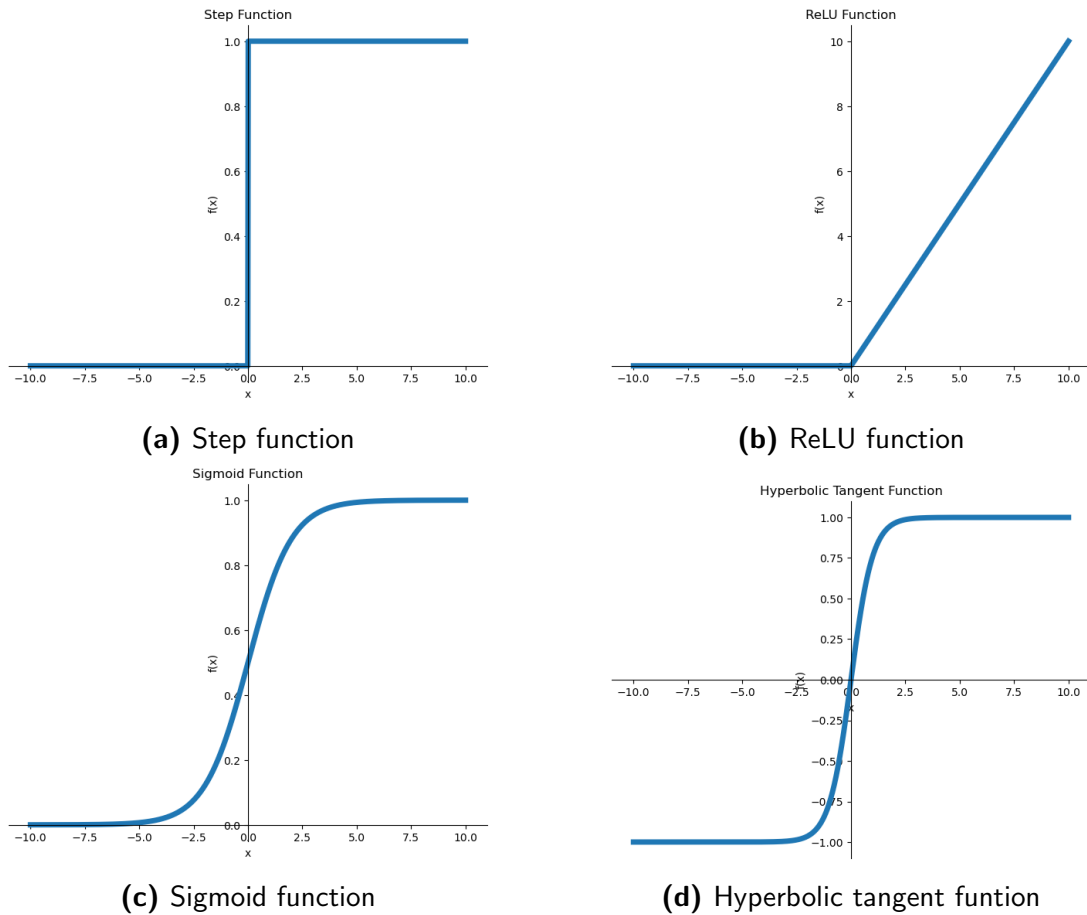 Step Function
1.0
0.8
0.6
f(x)
0.4
0.2
0.0
−10.0 −7.5 −5.0 −2.5 0.0 2.5 5.0 7.5 10.0
x
(a) Step function
ReLU Function
10
8
6
f(x)
4
2
0
−10.0 −7.5 −5.0 −2.5 0.0 2.5 5.0 7.5 10.0
x
(b) ReLU function
Sigmoid Function
1.0
0.8
0.6
f(x)
0.4
0.2
0.0
−10.0 −7.5 −5.0 −2.5 0.0 2.5 5.0 7.5 10.0
x
(c) Sigmoid function
Hyperbolic Tangent Function
1.00
0.75
0.50
0.25
0.00
f(x)
−10.0 −7.5 −5.0 −2.5 0.0 2.5 5.0 7.5 10.0
x
−0.25
−0.50
−0.75
−1.00
(d) Hyperbolic tangent funtion